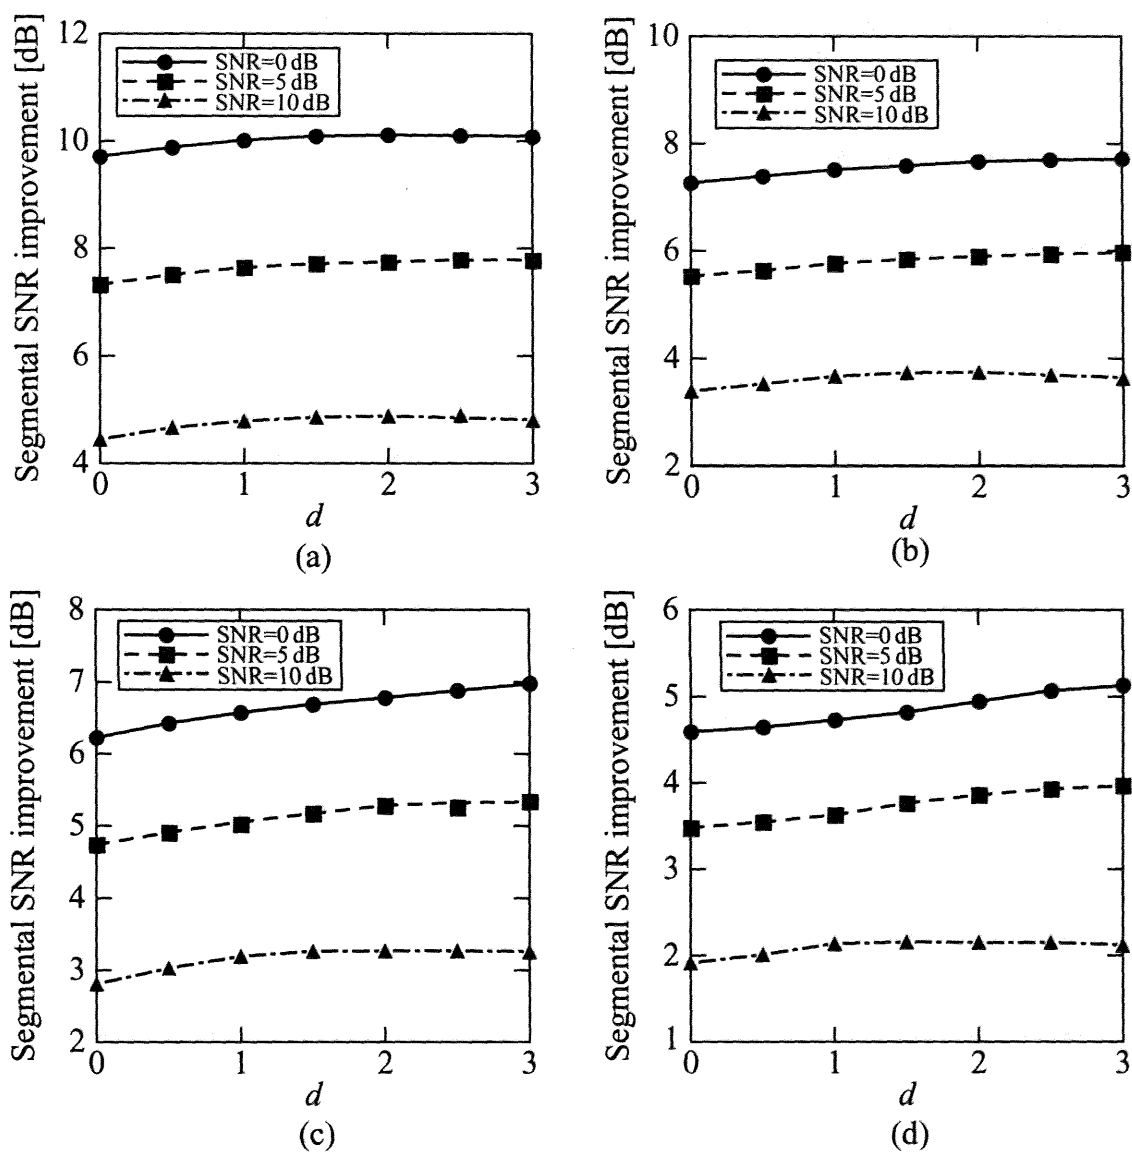 Segmental SNR improvement [dB]
12
10
8
6
4
SNR=0 dB
SNR=5 dB
SNR=10 dB
0 1 2 3
d
(a)
Segmental SNR improvement [dB]
10
8
6
4
2
SNR=0 dB
SNR=5 dB
SNR=10 dB
0 1 2 3
d
(b)
Segmental SNR improvement [dB]
8
7
6
5
4
3
2
SNR=0 dB
SNR=5 dB
SNR=10 dB
0 1 2 3
d
(c)
Segmental SNR improvement [dB]
6
5
4
3
2
1
SNR=0 dB
SNR=5 dB
SNR=10 dB
0 1 2 3
d
(d)